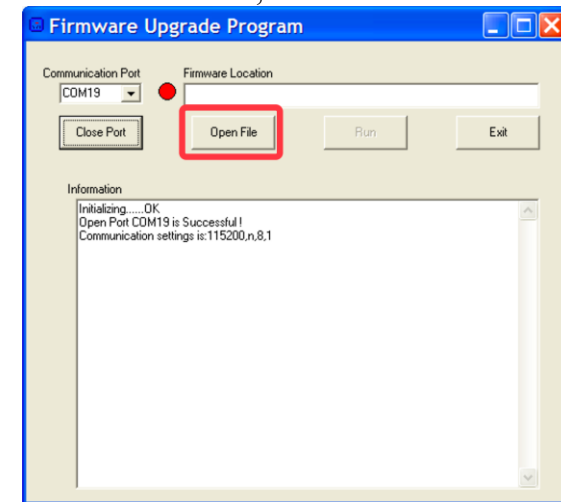 Firmware Upgrade Program
Communication Port Firmware Location
COM19
Close Port Open File Run Exit
Information
Initializing......OK
Open Port COM19 is Successful !
Communication settings is:115200,n,8,1